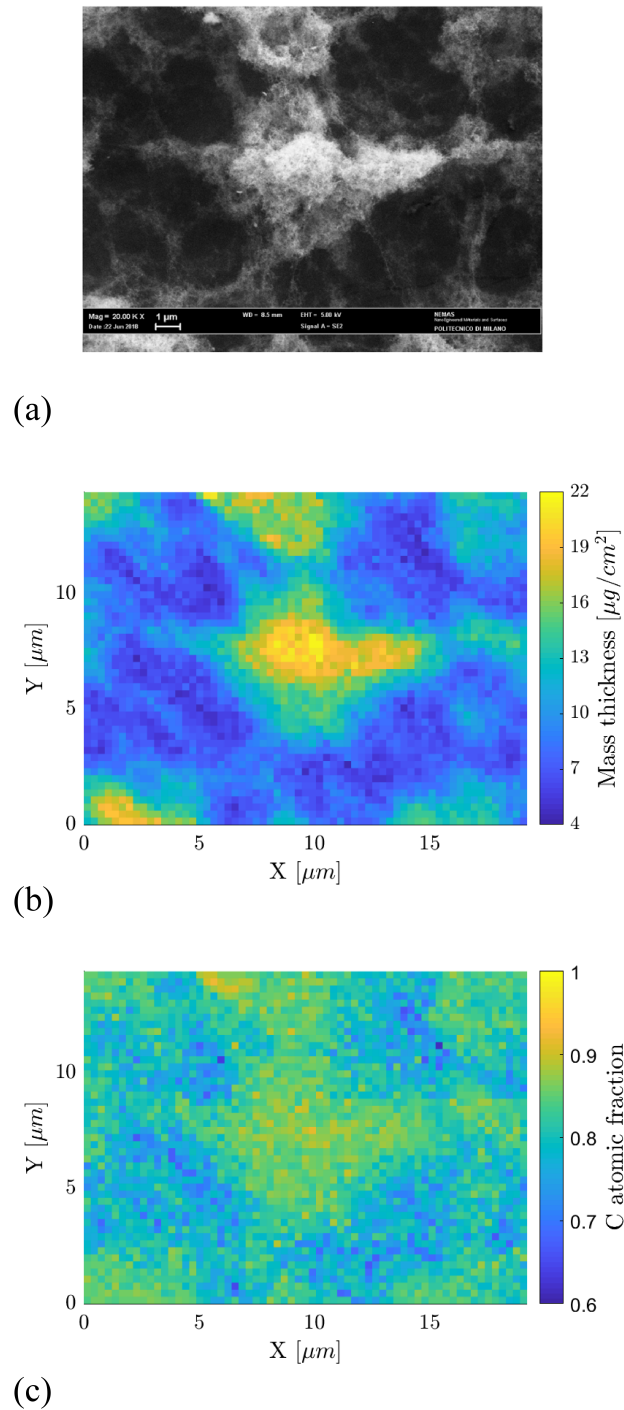 Mag = 20.00 K X
1 µm
WD = 8.5 mm
EHT = 5.00 kV
NEMAS
Date :22 Jun 2018
Signal A = SE2
POLITECNICO DI MILANO
(a)
22
19
16
13
10
7
4
Mass thickness [µg/cm²]
10
5
0
Y [µm]
0
5
10
15
X [µm]
(b)
1
0.9
0.8
0.7
0.6
C atomic fraction
10
5
0
Y [µm]
0
5
10
15
X [µm]
(c)